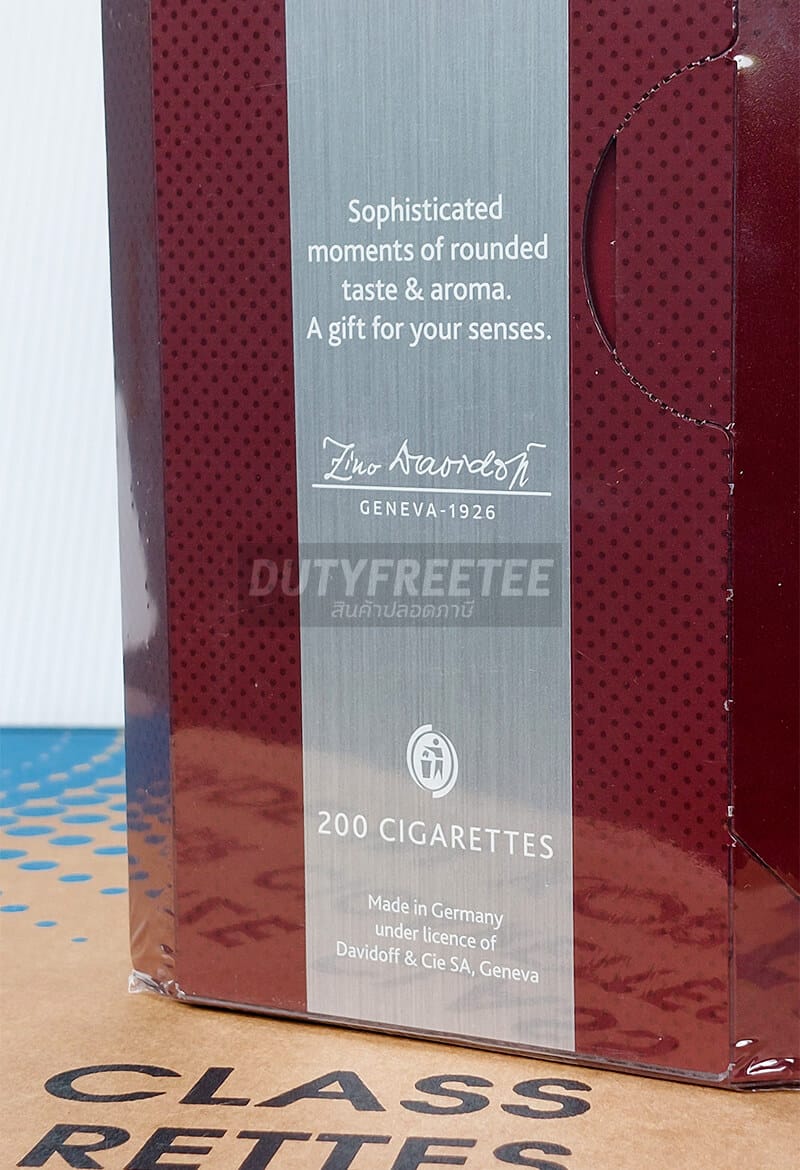 Sophisticated
moments of rounded
taste & aroma.
A gift for your senses.
Zino Davidoff
GENEVA-1926
DUTYFREETEE
สินค้าปลอดภาษี
200 CIGARETTES
Made in Germany
under licence of
Davidoff & Cie SA, Geneva
CLASS
RETTES